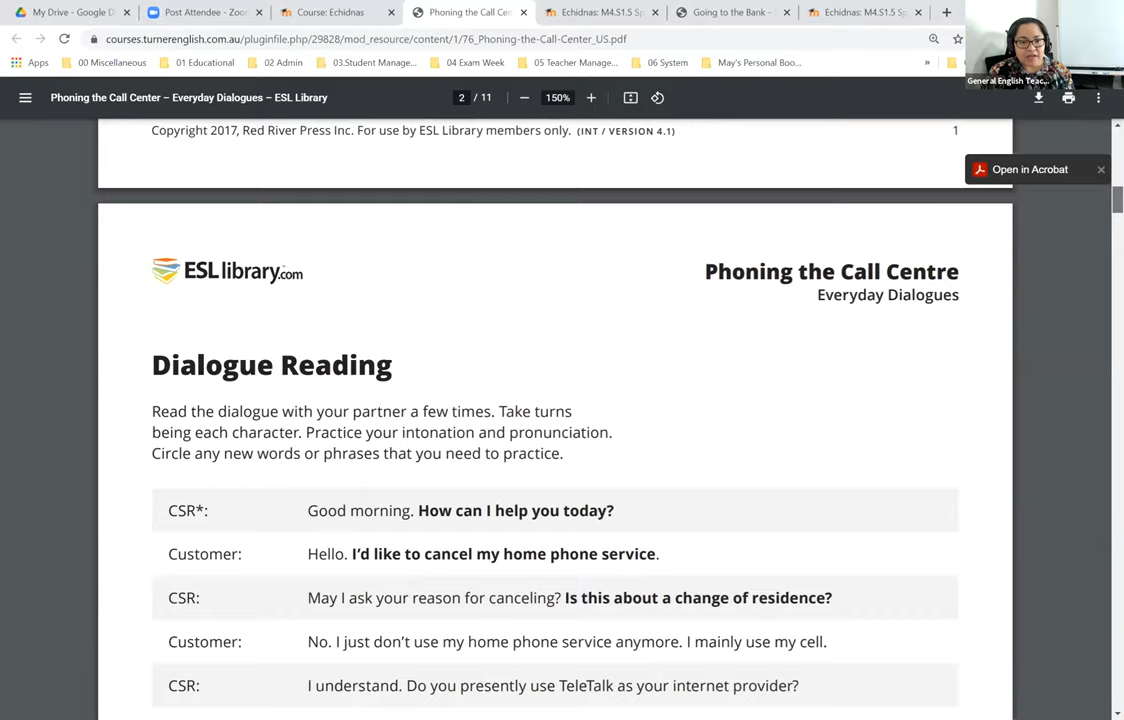 My Drive - Google D
Post Attendee - Zoo
Course: Echidnas
Phoning the Call Cen
Echidnas: M4.S1.5 Sp
Going to the Bank –
Echidnas: M4.S1.5 Sp
courses.turnerenglish.com.au/pluginfile.php/29828/mod_resource/content/1/76_Phoning-the-Call-Center_US.pdf
Apps
00 Miscellaneous
01 Educational
02 Admin
03.Student Manage...
04 Exam Week
05 Teacher Manage...
06 System
May's Personal Boo...
»
General English Teac...
Phoning the Call Center – Everyday Dialogues – ESL Library
2 / 11
150%
Copyright 2017, Red River Press Inc. For use by ESL Library members only. (INT / VERSION 4.1)
1
Open in Acrobat
ESL library.com
Phoning the Call Centre
Everyday Dialogues
Dialogue Reading
Read the dialogue with your partner a few times. Take turns
being each character. Practice your intonation and pronunciation.
Circle any new words or phrases that you need to practice.
CSR*: Good morning. How can I help you today?
Customer: Hello. I'd like to cancel my home phone service.
CSR: May I ask your reason for canceling? Is this about a change of residence?
Customer: No. I just don't use my home phone service anymore. I mainly use my cell.
CSR: I understand. Do you presently use TeleTalk as your internet provider?